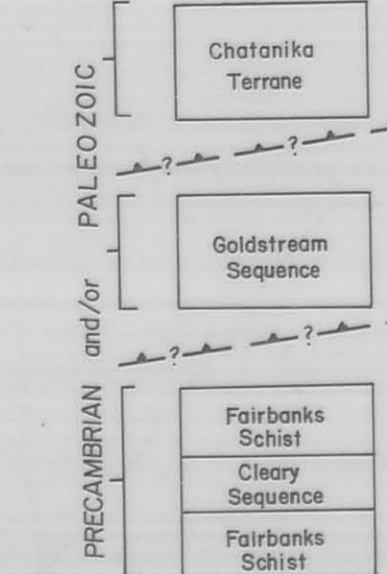 Chatanika
Terrane
? ?
Goldstream
Sequence
? ?
Fairbanks
Schist
Cleary
Sequence
Fairbanks
Schist
PRECAMBRIAN and/or PALEOZOIC